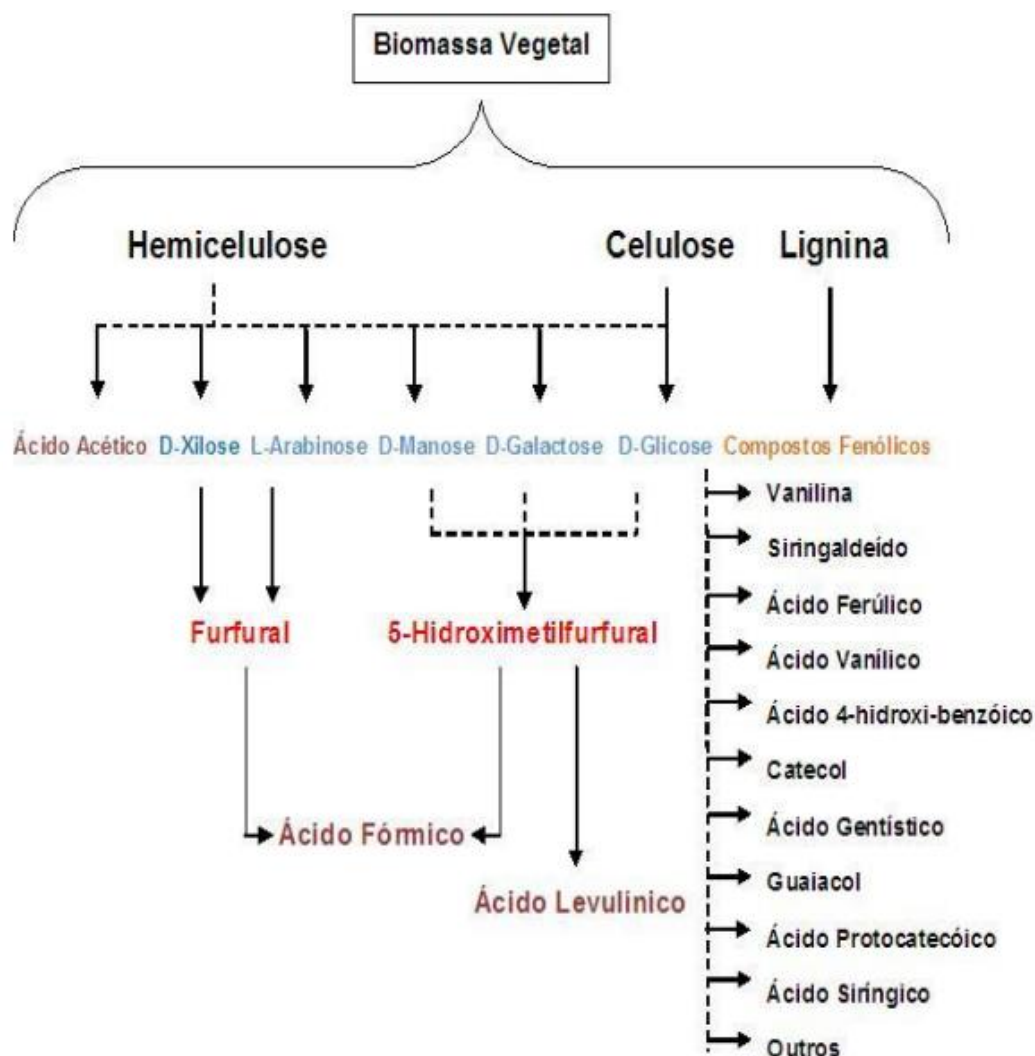 Biomassa Vegetal
Hemicelulose Celulose Lignina
Ácido Acético D-Xilose L-Arabinose D-Manose D-Galactose D-Glicose Compostos Fenólicos
Vanilina
Siringaldeído
Ácido Ferúlico
Furfural 5-Hidroximetilfurfural
Ácido Vanílico
Ácido 4-hidroxi-benzóico
Catecol
Ácido Gentístico
Ácido Fórmico
Guaiacol
Ácido Levulínico
Ácido Protocatecóico
Ácido Siríngico
Outros